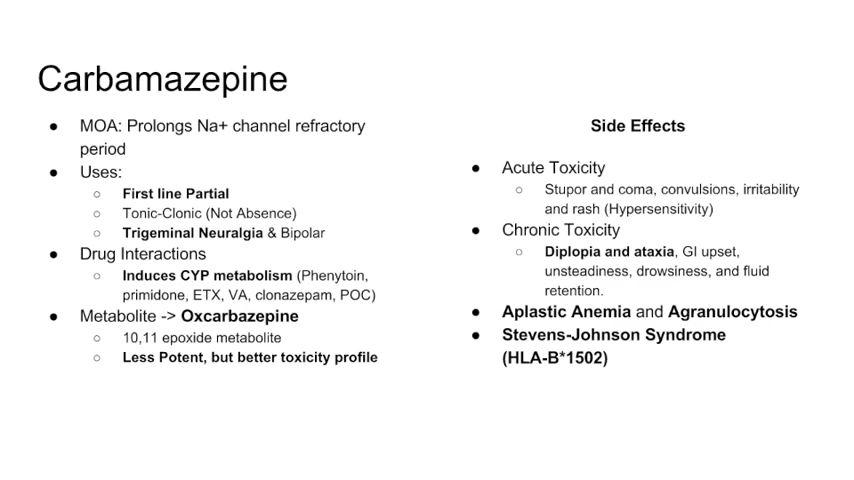 Carbamazepine
● MOA: Prolongs Na+ channel refractory
period
● Uses:
○ First line Partial
○ Tonic-Clonic (Not Absence)
○ Trigeminal Neuralgia & Bipolar
● Drug Interactions
○ Induces CYP metabolism (Phenytoin,
primidone, ETX, VA, clonazepam, POC)
● Metabolite -> Oxcarbazepine
○ 10,11 epoxide metabolite
○ Less Potent, but better toxicity profile
Side Effects
● Acute Toxicity
○ Stupor and coma, convulsions, irritability
and rash (Hypersensitivity)
● Chronic Toxicity
○ Diplopia and ataxia, GI upset,
unsteadiness, drowsiness, and fluid
retention.
● Aplastic Anemia and Agranulocytosis
● Stevens-Johnson Syndrome
(HLA-B*1502)